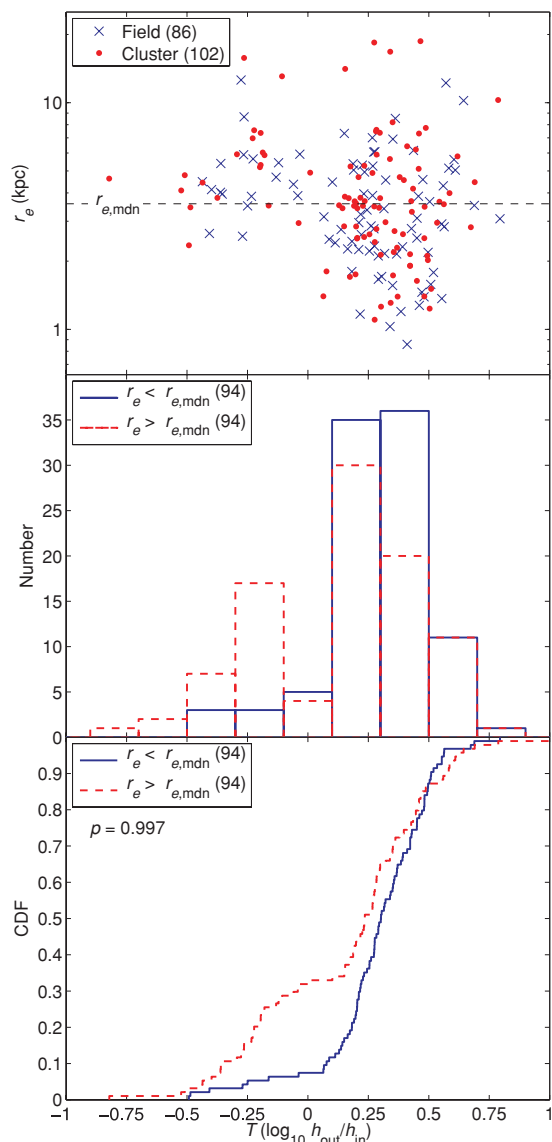 Field (86)
Cluster (102)
10
r_e (kpc)
r_e,mdn
1
r_e < r_e,mdn (94)
r_e > r_e,mdn (94)
35
30
25
20
15
10
5
0
Number
r_e < r_e,mdn (94)
r_e > r_e,mdn (94)
p = 0.997
0.9
0.8
0.7
0.6
0.5
0.4
0.3
0.2
0.1
0
CDF
-1 -0.75 -0.5 -0.25 0 0.25 0.5 0.75 1
T (log10 h_out/h_in)